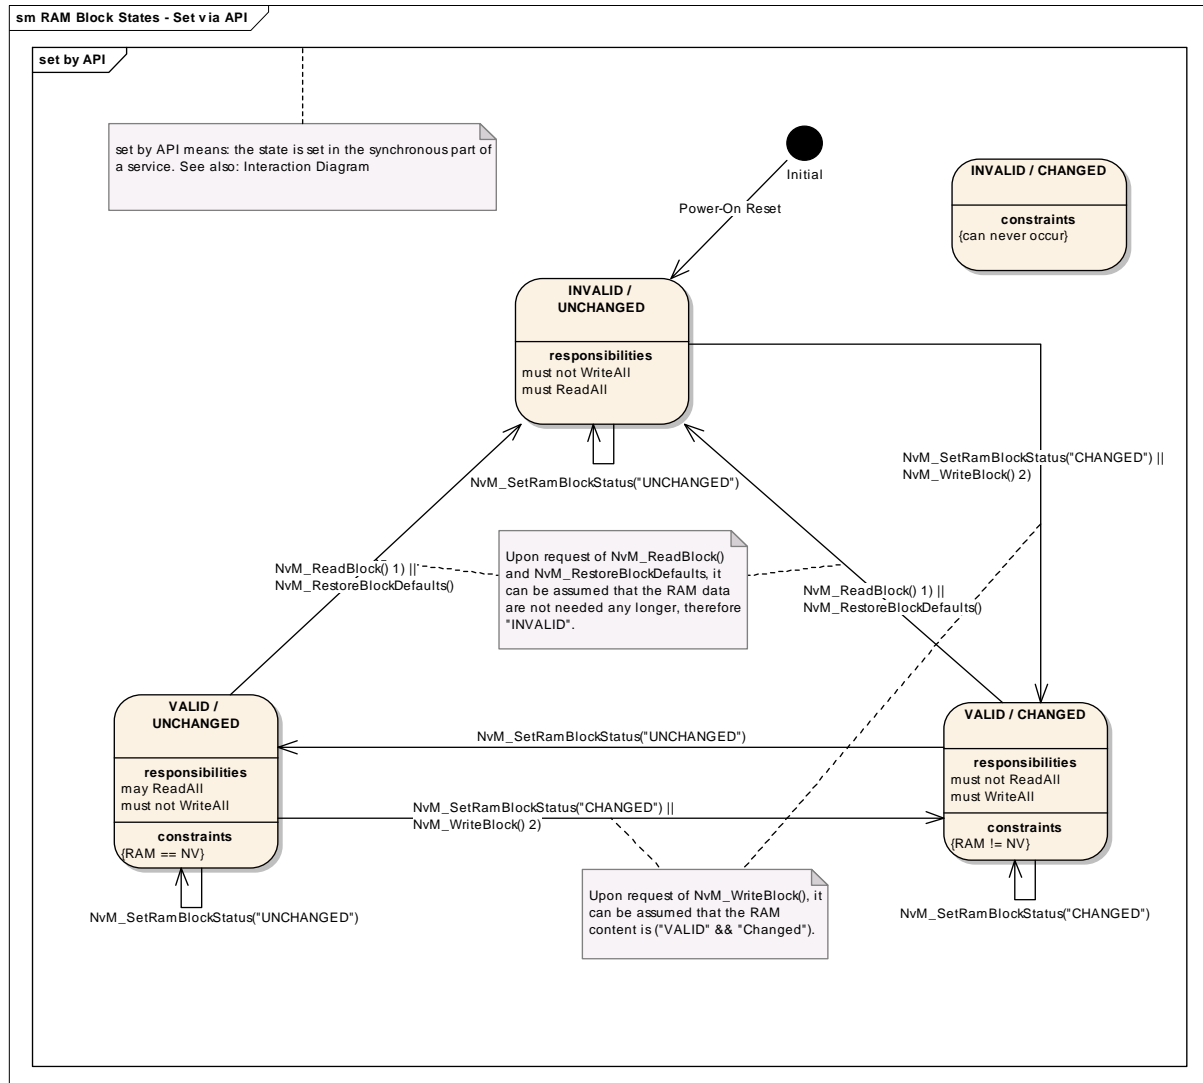 sm RAM Block States - Set via API
set by API
set by API means: the state is set in the synchronous part of
a service. See also: Interaction Diagram
Initial
Power-On Reset
INVALID / CHANGED
constraints
{can never occur}
INVALID /
UNCHANGED
responsibilities
must not WriteAll
must ReadAll
NvM_SetRamBlockStatus("CHANGED") ||
NvM_WriteBlock() 2)
NvM_SetRamBlockStatus("UNCHANGED")
Upon request of NvM_ReadBlock()
and NvM_RestoreBlockDefaults, it
can be assumed that the RAM data
are not needed any longer, therefore
"INVALID".
NvM_ReadBlock() 1) ||
NvM_RestoreBlockDefaults()
NvM_ReadBlock() 1) ||
NvM_RestoreBlockDefaults()
VALID /
UNCHANGED
responsibilities
may ReadAll
must not WriteAll
constraints
{RAM == NV}
NvM_SetRamBlockStatus("UNCHANGED")
NvM_SetRamBlockStatus("UNCHANGED")
NvM_SetRamBlockStatus("CHANGED") ||
NvM_WriteBlock() 2)
VALID / CHANGED
responsibilities
must not ReadAll
must WriteAll
constraints
{RAM != NV}
NvM_SetRamBlockStatus("CHANGED")
Upon request of NvM_WriteBlock(), it
can be assumed that the RAM
content is ("VALID" && "Changed").